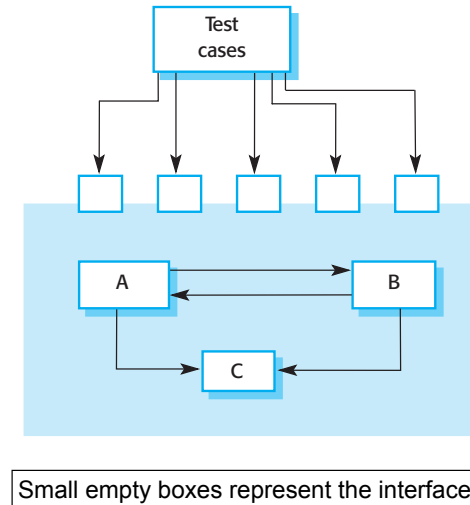 Test
cases
A
B
C
Small empty boxes represent the interface